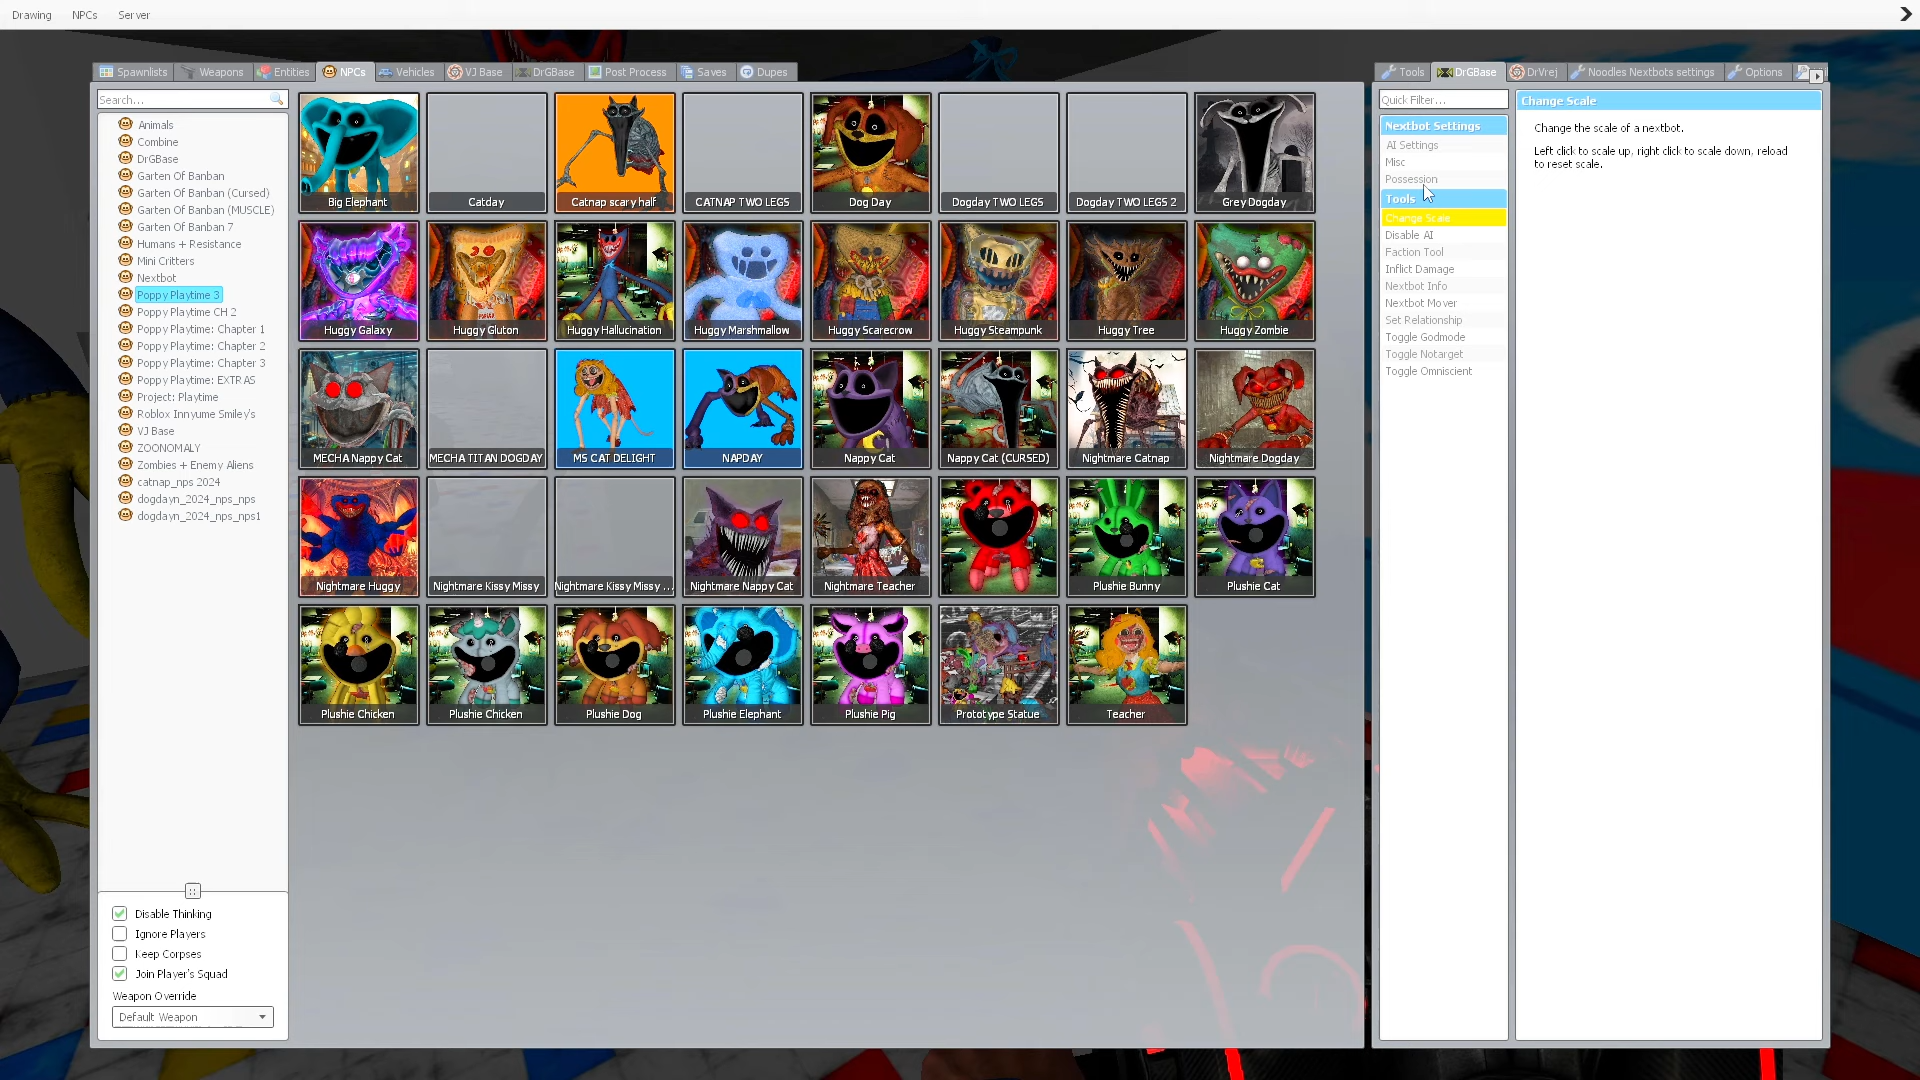 Drawing NPCs Server
Spawnlists Weapons Entities NPCs Vehicles VJ Base DrGBase Post Process Saves Dupes
Search...
Animals
Combine
DrGBase
Garten Of Banban
Garten Of Banban (Cursed)
Garten Of Banban (MUSCLE)
Garten Of Banban 7
Humans + Resistance
Mini Critters
Nextbot
Poppy Playtime 3
Poppy Playtime CH 2
Poppy Playtime: Chapter 1
Poppy Playtime: Chapter 2
Poppy Playtime: Chapter 3
Poppy Playtime: EXTRAS
Project: Playtime
Roblox Innyume Smiley's
VJ Base
ZOONOMALY
Zombies + Enemy Aliens
catnap_nps 2024
dogdayn_2024_nps_nps
dogdayn_2024_nps_nps1
Disable Thinking
Ignore Players
Keep Corpses
Join Player's Squad
Weapon Override
Default Weapon
Big Elephant Catday Catnap scary half CATNAP TWO LEGS Dog Day Dogday TWO LEGS Dogday TWO LEGS 2 Grey Dogday
Huggy Galaxy Huggy Gluton Huggy Hallucination Huggy Marshmallow Huggy Scarecrow Huggy Steampunk Huggy Tree Huggy Zombie
MECHA Nappy Cat MECHA TITAN DOGDAY MS CAT DELIGHT NAPDAY Nappy Cat Nappy Cat (CURSED) Nightmare Catnap Nightmare Dogday
Nightmare Huggy Nightmare Kissy Missy Nightmare Kissy Missy ... Nightmare Nappy Cat Nightmare Teacher Plushie Bunny Plushie Cat
Plushie Chicken Plushie Chicken Plushie Dog Plushie Elephant Plushie Pig Prototype Statue Teacher
Tools DrGBase DrVrej Noodles Nextbots settings Options
Quick Filter...
Nextbot Settings
AI Settings
Misc
Possession
Tools
Change Scale
Disable AI
Faction Tool
Inflict Damage
Nextbot Info
Nextbot Mover
Set Relationship
Toggle Godmode
Toggle Notarget
Toggle Omniscient
Change Scale
Change the scale of a nextbot.
Left click to scale up, right click to scale down, reload
to reset scale.